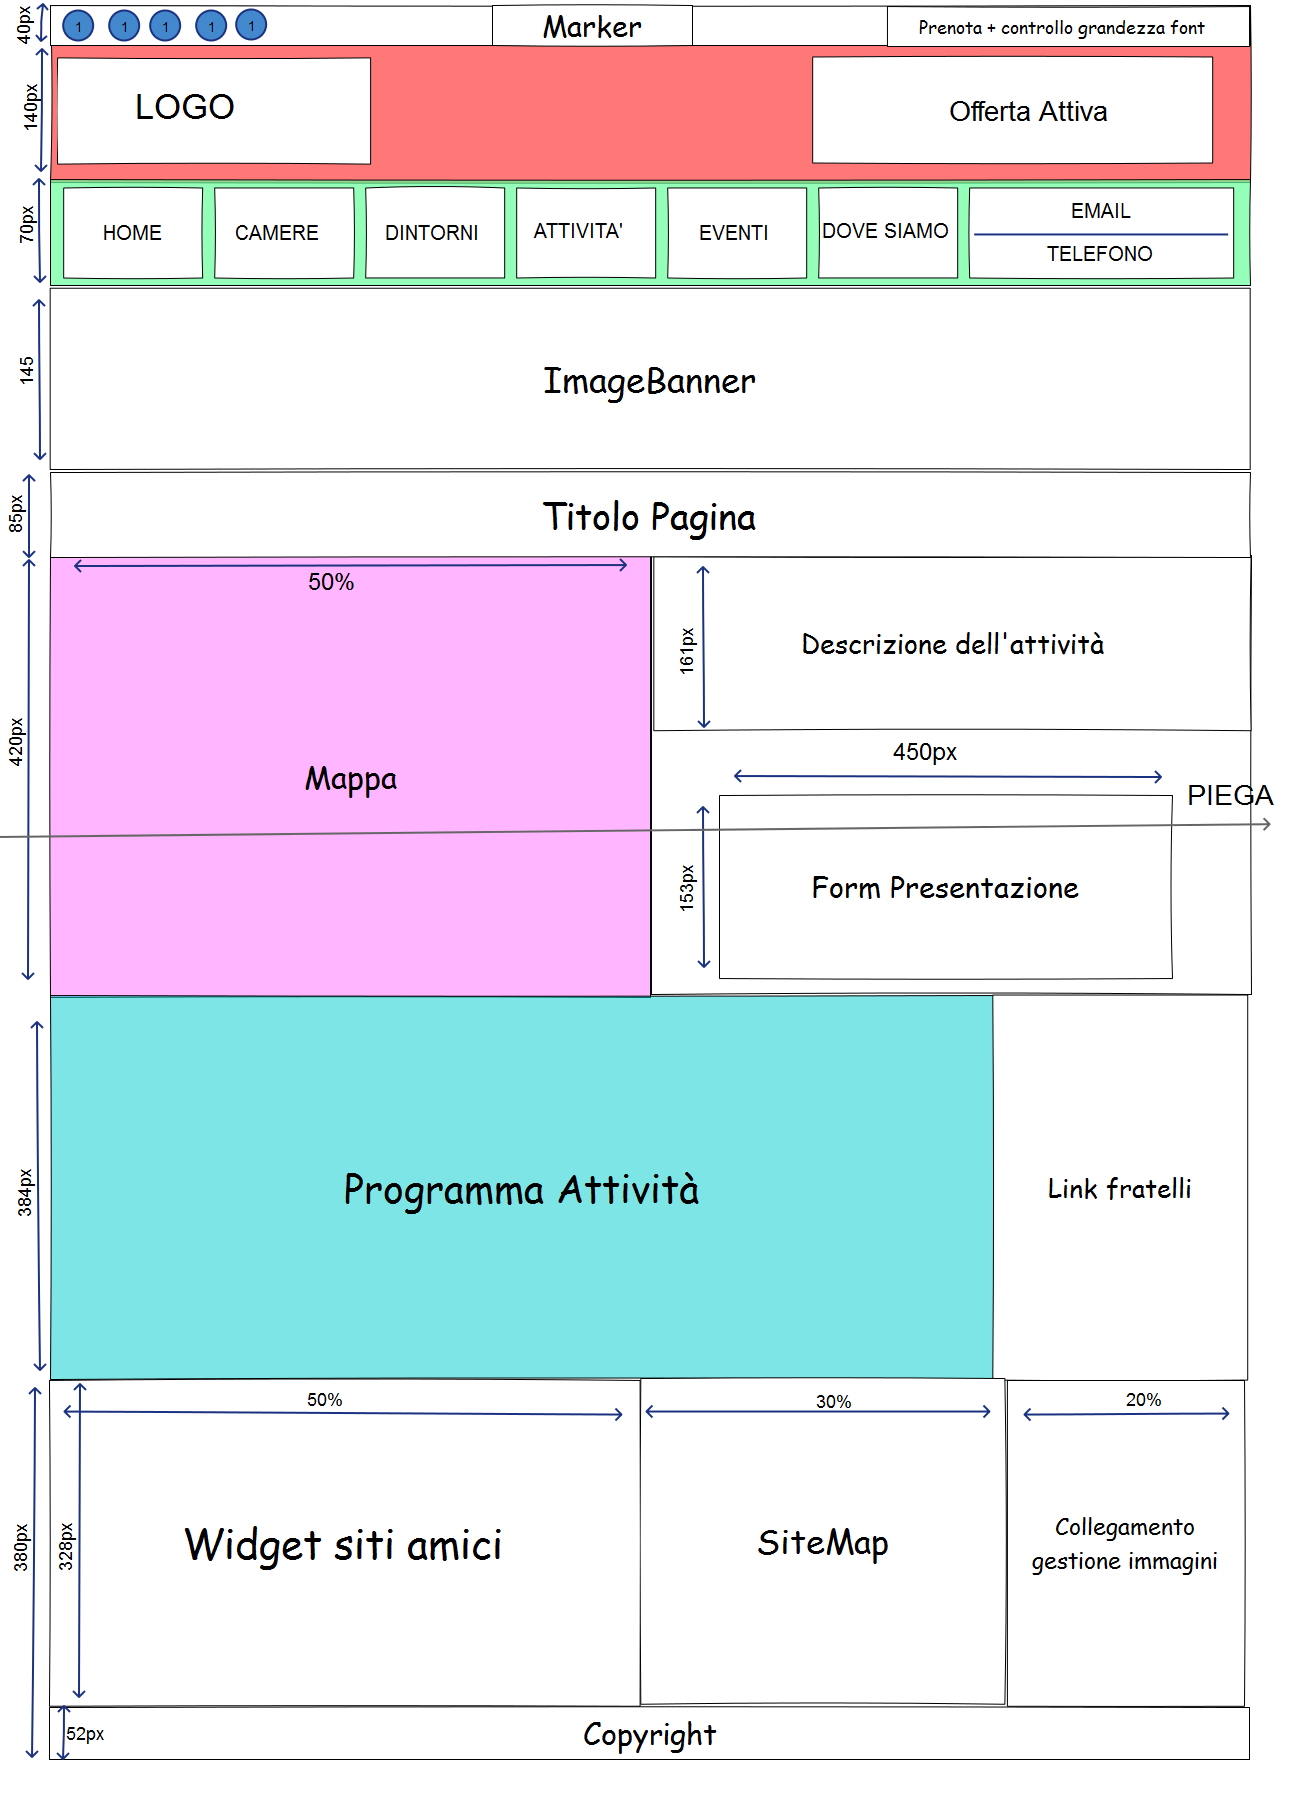 40px
1
1
1
1
1
Marker
Prenota + controllo grandezza font
140px
LOGO
Offerta Attiva
70px
HOME
CAMERE
DINTORNI
ATTIVITA'
EVENTI
DOVE SIAMO
EMAIL
TELEFONO
145
ImageBanner
85px
Titolo Pagina
420px
50%
Mappa
161px
Descrizione dell'attività
450px
PIEGA
153px
Form Presentazione
384px
Programma Attività
Link fratelli
380px
328px
50%
Widget siti amici
30%
SiteMap
20%
Collegamento
gestione immagini
52px
Copyright